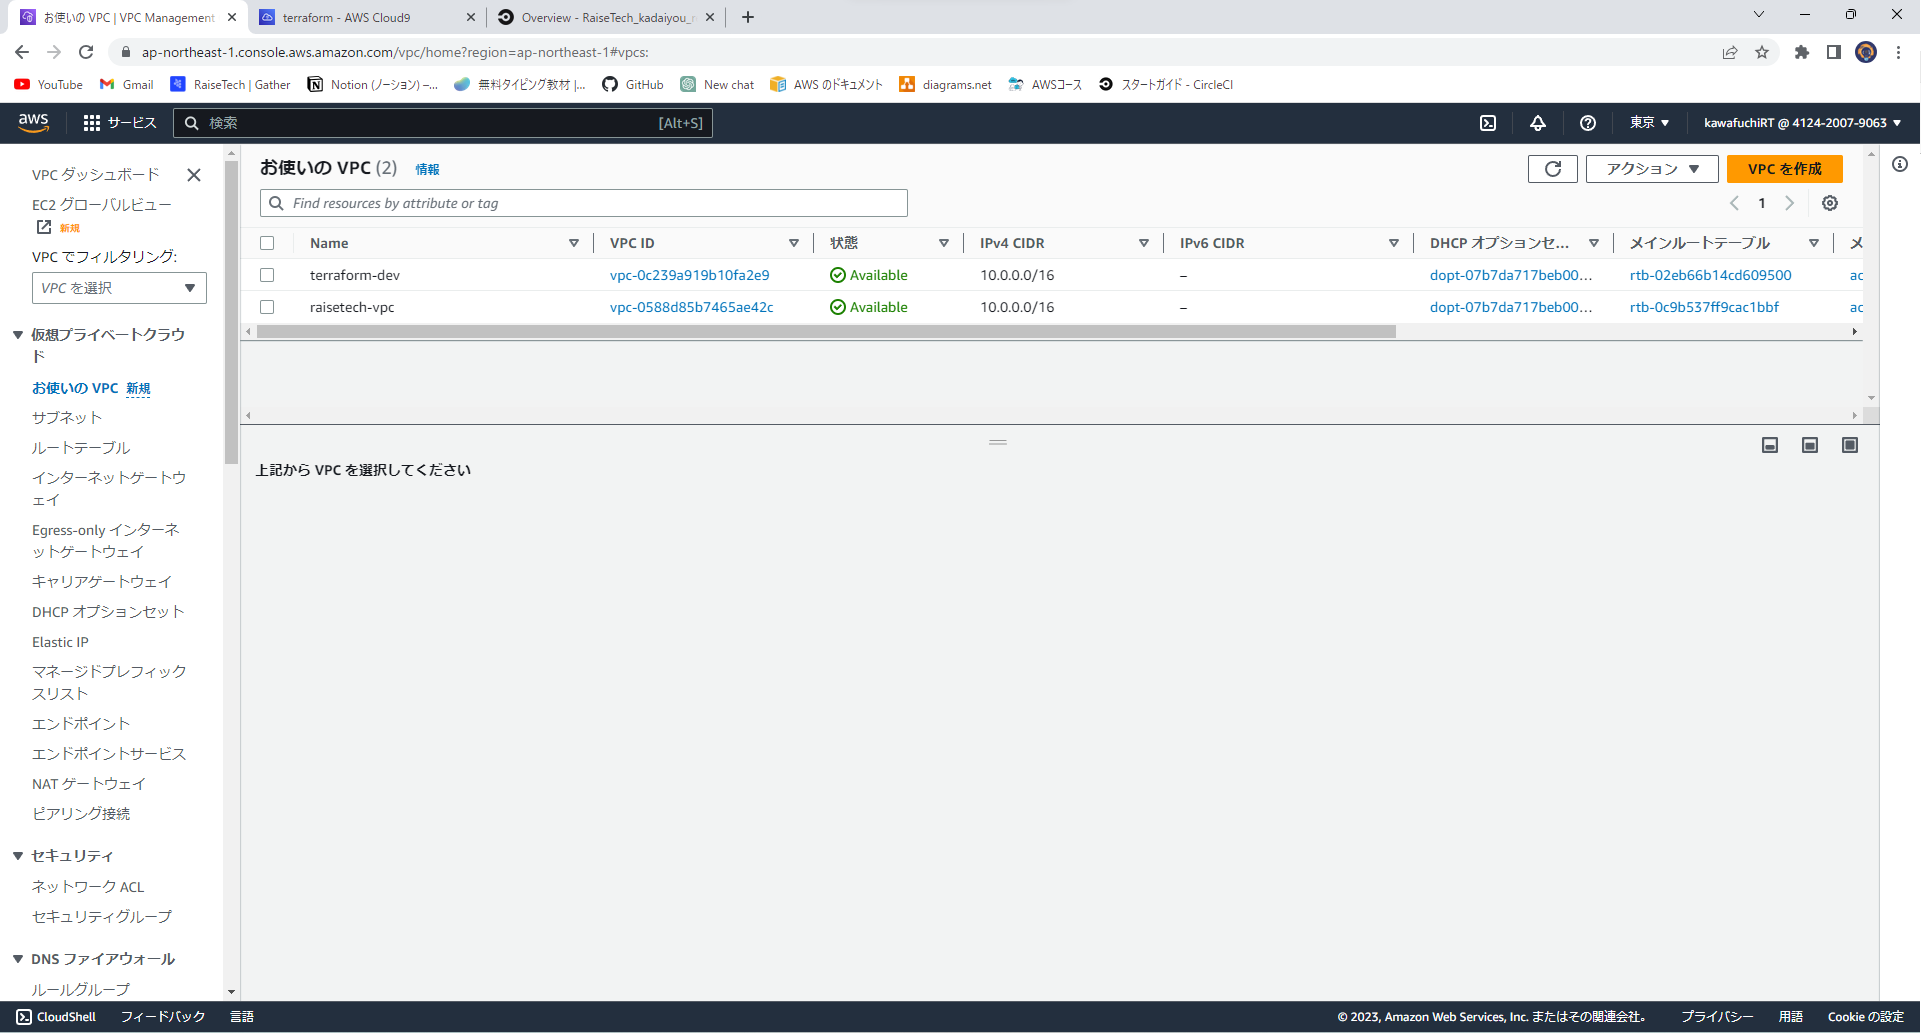 お使いの VPC | VPC Management
terraform - AWS Cloud9
Overview - RaiseTech_kadaiyou_
ap-northeast-1.console.aws.amazon.com/vpc/home?region=ap-northeast-1#vpcs:
YouTube
Gmail
RaiseTech | Gather
Notion (ノーション) –...
無料タイピング教材 |...
GitHub
New chat
AWS のドキュメント
diagrams.net
AWSコース
スタートガイド - CircleCI
aws
サービス
検索
[Alt+S]
東京
kawafuchiRT @ 4124-2007-9063
VPC ダッシュボード
EC2 グローバルビュー
新規
VPC でフィルタリング:
VPC を選択
仮想プライベートクラウ
ド
お使いの VPC 新規
サブネット
ルートテーブル
インターネットゲートウ
ェイ
Egress-only インターネ
ットゲートウェイ
キャリアゲートウェイ
DHCP オプションセット
Elastic IP
マネージドプレフィック
スリスト
エンドポイント
エンドポイントサービス
NAT ゲートウェイ
ピアリング接続
セキュリティ
ネットワーク ACL
セキュリティグループ
DNS ファイアウォール
ルールグループ
お使いの VPC (2) 情報
アクション
VPC を作成
Find resources by attribute or tag
1
Name VPC ID 状態 IPv4 CIDR IPv6 CIDR DHCP オプションセ... メインルートテーブル メ
terraform-dev vpc-0c239a919b10fa2e9 Available 10.0.0.0/16 – dopt-07b7da717beb00... rtb-02eb66b14cd609500 ac
raisetech-vpc vpc-0588d85b7465ae42c Available 10.0.0.0/16 – dopt-07b7da717beb00... rtb-0c9b537ff9cac1bbf ac
上記から VPC を選択してください
CloudShell フィードバック 言語
© 2023, Amazon Web Services, Inc. またはその関連会社。 プライバシー 用語 Cookie の設定